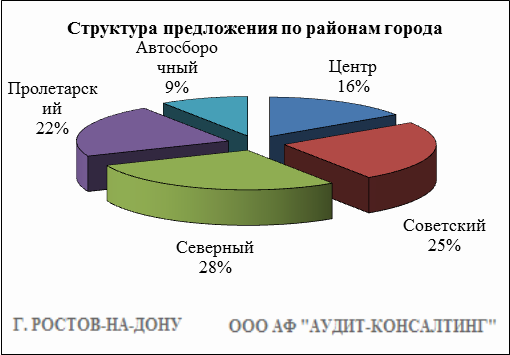 Структура предложения по районам города
Автосборо
чный
9%
Центр
16%
Пролетарск
ий
22%
Советский
25%
Северный
28%
Г. РОСТОВ-НА-ДОНУ ООО АФ "АУДИТ-КОНСАЛТИНГ"